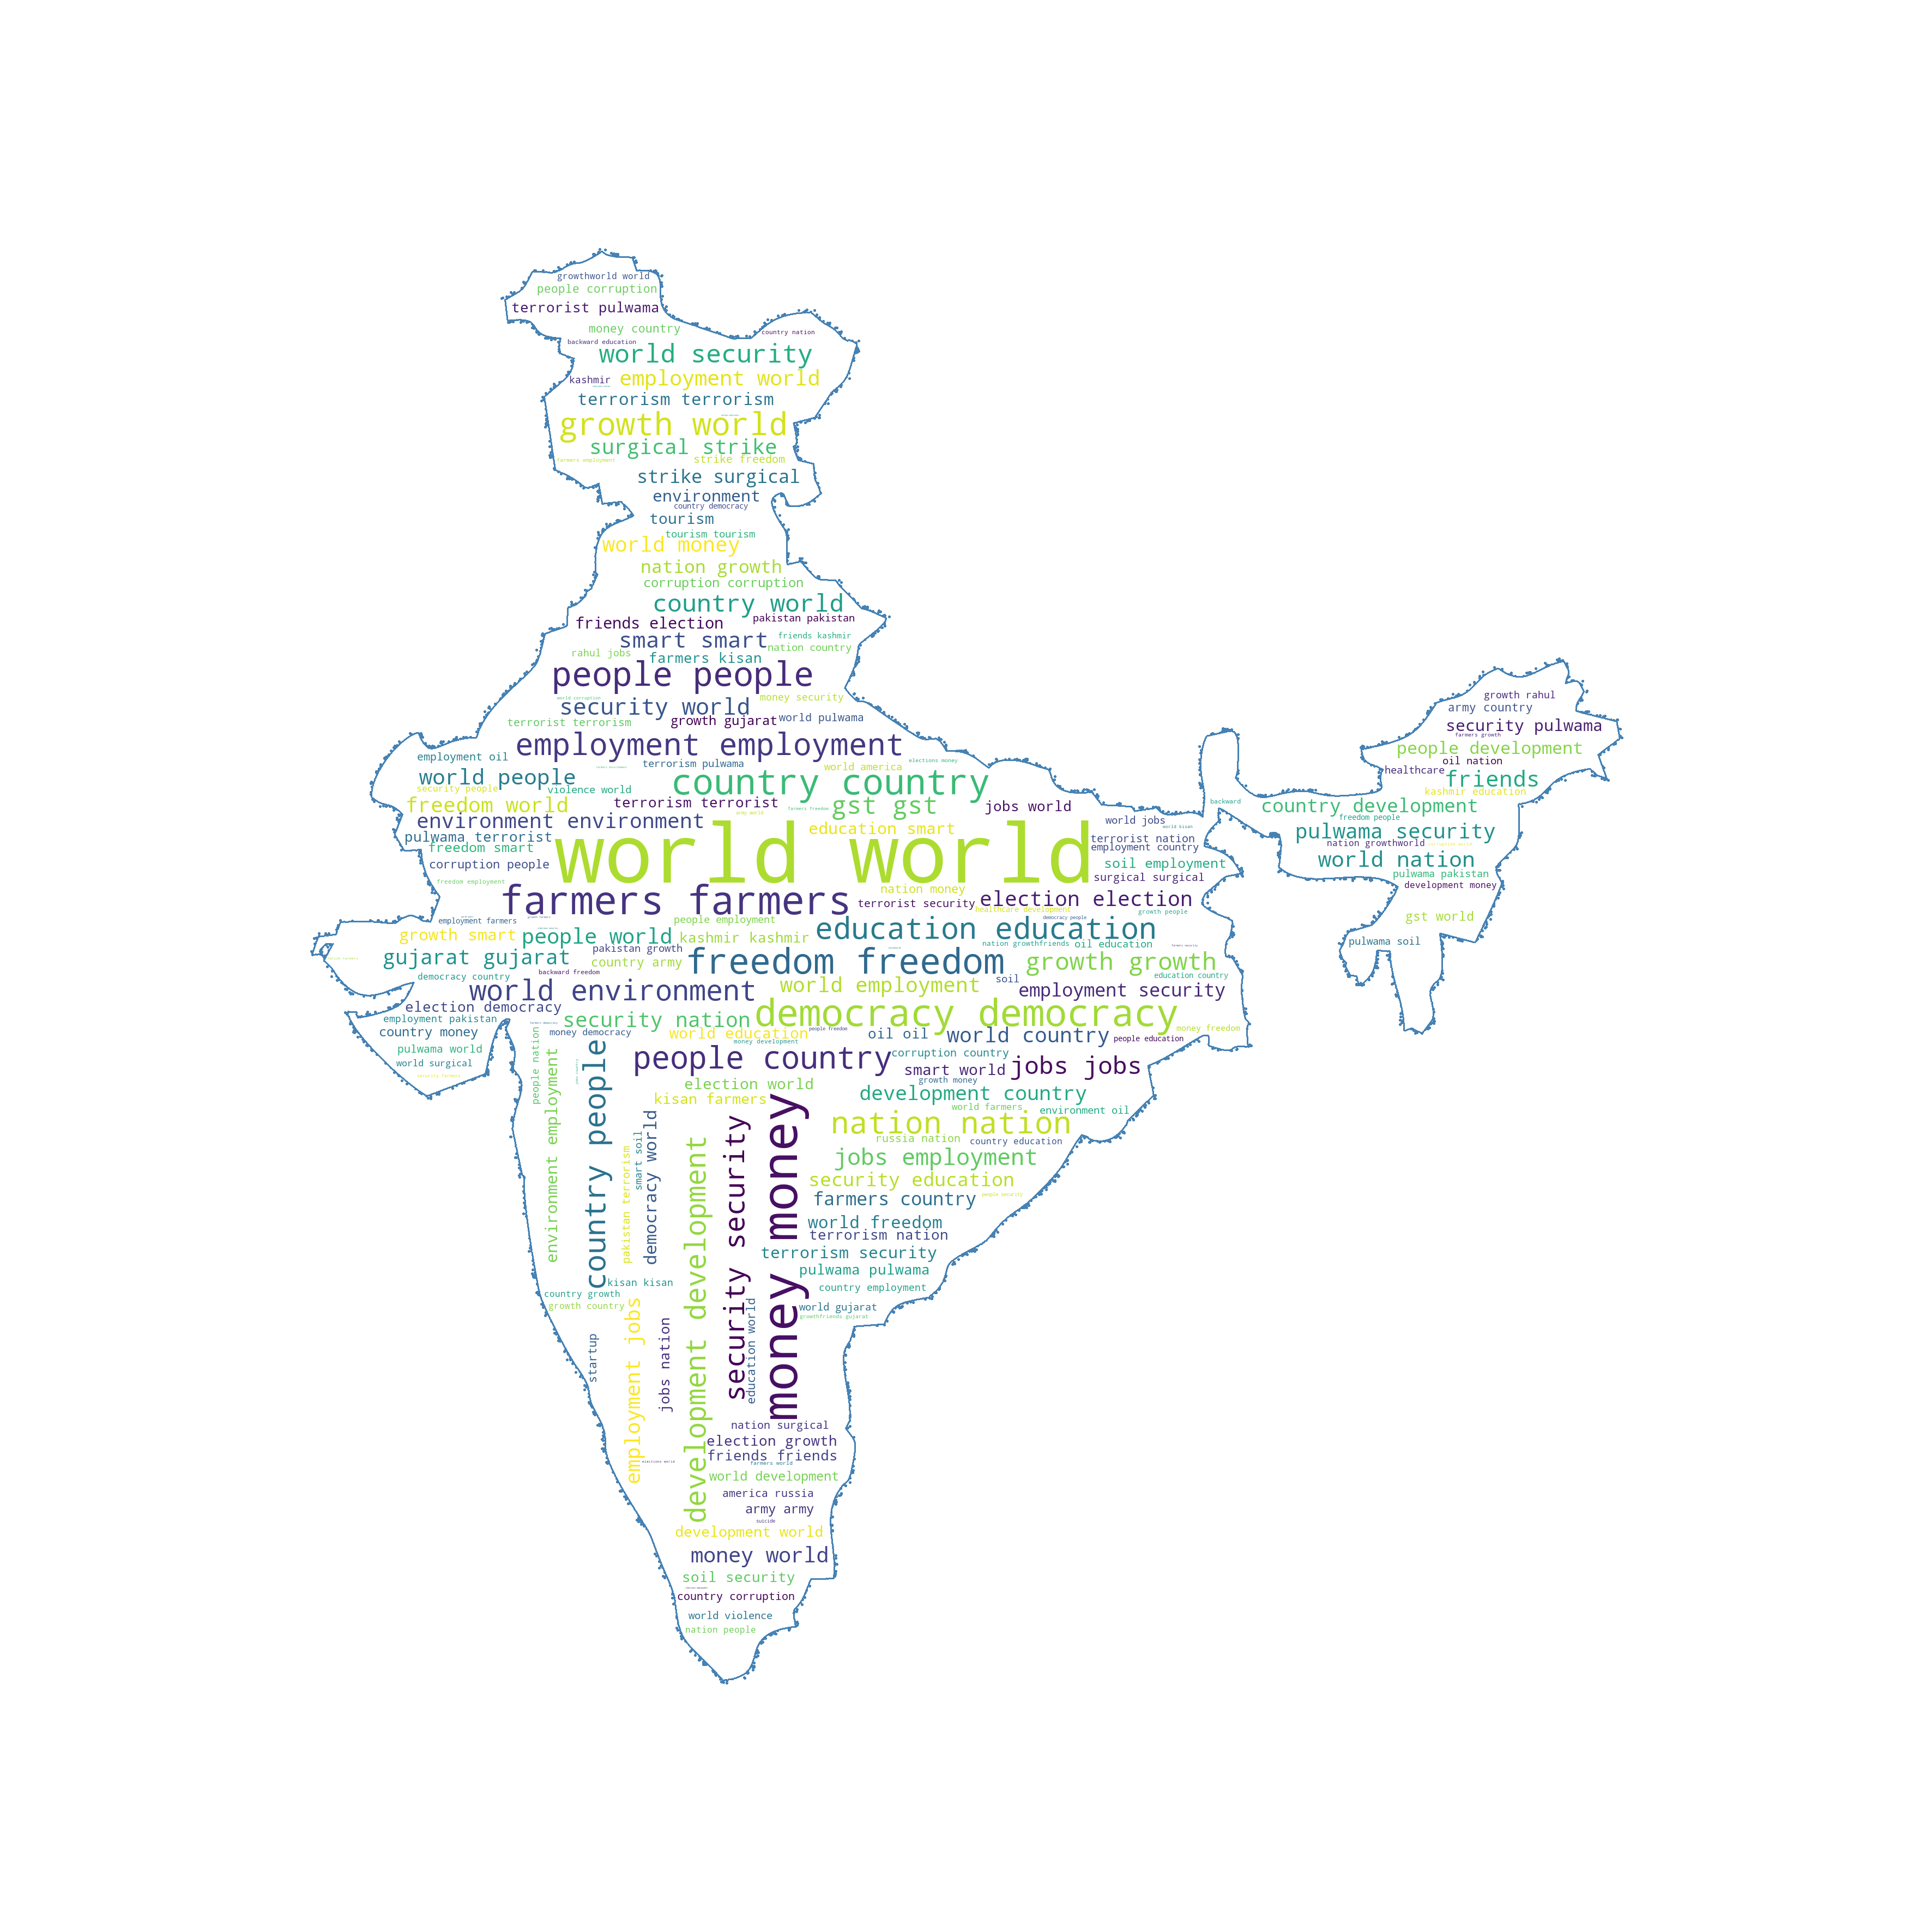 growthworld world
people corruption
terrorist pulwama
money country
country nation
backward education
world security
kashmir
employment world
terrorism terrorism
growth world
surgical strike
farmers employment
strike freedom
strike surgical
environment
country democracy
tourism
tourism tourism
world money
nation growth
corruption corruption
country world
friends election
pakistan pakistan
smart smart
friends kashmir
nation country
rahul jobs
farmers kisan
people people
world corruption
money security
security world
growth gujarat
world pulwama
terrorist terrorism
employment employment
employment oil
terrorism pulwama
world america
elections money
world people
country country
security people
violence world
freedom world
terrorism terrorist
farmers freedom
gst gst
jobs world
environment environment
army world
education smart
world jobs
world kisan
pulwama terrorist
freedom smart
world world
terrorist nation
employment country
corruption people
soil employment
surgical surgical
freedom employment
farmers farmers
nation money
election election
terrorist security
healthcare development
growth people
employment farmers
people employment
democracy people
growth smart
people world
kashmir kashmir
education education
nation growthfriends
oil education
pakistan growth
gujarat gujarat
country army
freedom freedom
growth growth
democracy country
backward freedom
education country
world environment
world employment
soil
employment security
election democracy
employment pakistan
security nation
democracy democracy
country money
money democracy
world education
people freedom
oil oil
world country
money freedom
people education
money development
pulwama world
world surgical
security farmers
people nation
environment employment
country people
people country
corruption country
smart world
jobs jobs
growth money
election world
kisan farmers
development country
world farmers
environment oil
nation nation
russia nation
country education
jobs employment
security education
people security
farmers country
pakistan terrorism
smart soil
democracy world
development development
security security
money money
world freedom
terrorism nation
terrorism security
pulwama pulwama
country employment
kisan kisan
country growth
growth country
world gujarat
growthfriends gujarat
startup
employment jobs
jobs nation
education world
nation surgical
election growth
friends friends
farmers world
world development
america russia
army army
suicide
development world
money world
soil security
country corruption
world violence
nation people
growth rahul
army country
security pulwama
farmers growth
people development
oil nation
healthcare
friends
kashmir education
backward
country development
freedom people
pulwama security
nation growthworld
world nation
pulwama pakistan
development money
gst world
pulwama soil